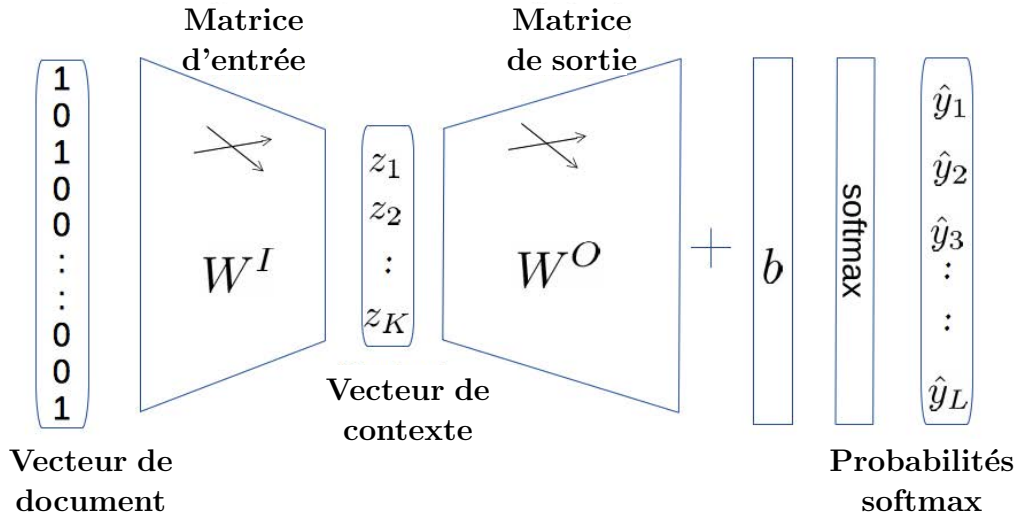 Matrice
d'entrée
Matrice
de sortie
1
0
1
0
0
:
:
0
0
1
W^I
z_1
z_2
:
z_K
W^O
+
b
softmax
ŷ_1
ŷ_2
ŷ_3
:
:
ŷ_L
Vecteur de
contexte
Vecteur de
document
Probabilités
softmax